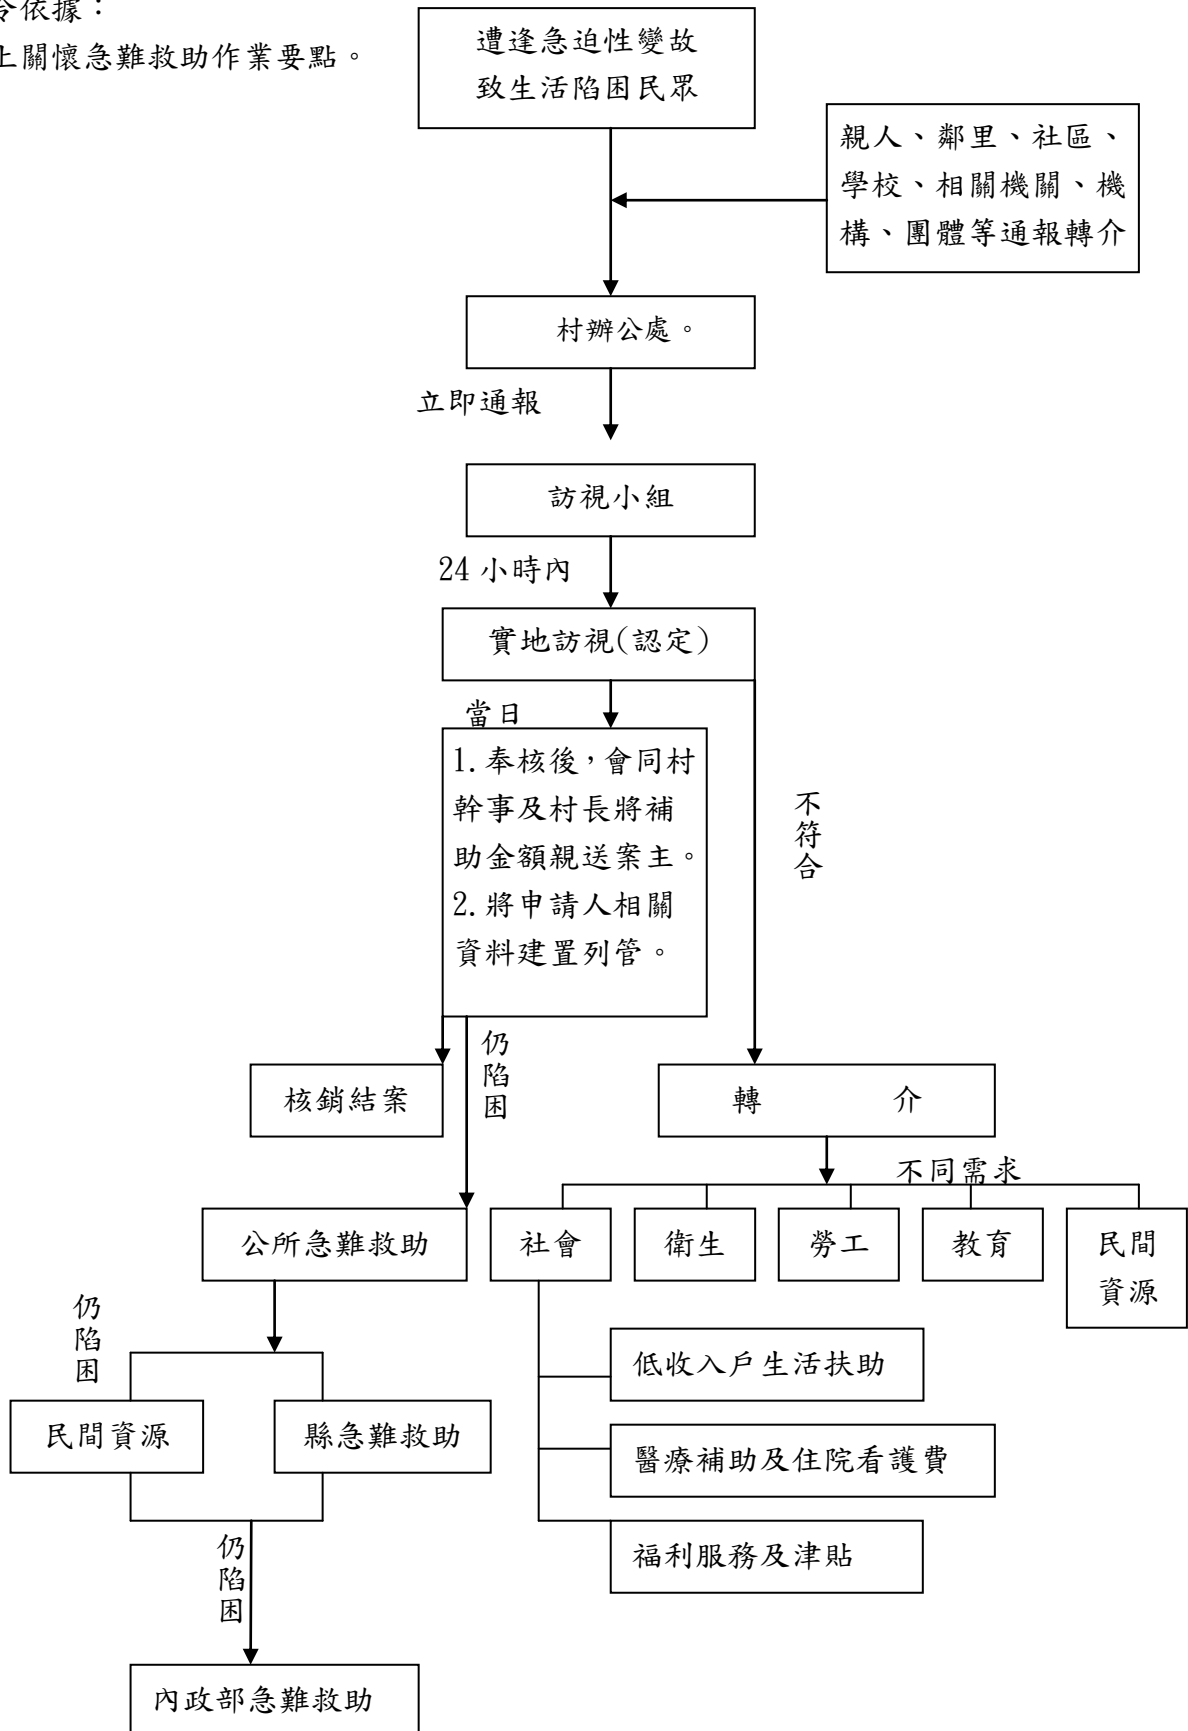 令依據：
上關懷急難救助作業要點。
遭逢急迫性變故
致生活陷困民眾
親人、鄰里、社區、
學校、相關機關、機
構、團體等通報轉介
村辦公處。
立即通報
訪視小組
24 小時內
實地訪視(認定)
當日
1.奉核後，會同村
幹事及村長將補
助金額親送案主。
2.將申請人相關
資料建置列管。
不符合
仍陷困
核銷結案
轉 介
不同需求
公所急難救助
社會
衛生
勞工
教育
民間
資源
仍陷困
低收入戶生活扶助
民間資源
縣急難救助
醫療補助及住院看護費
仍陷困
福利服務及津貼
內政部急難救助